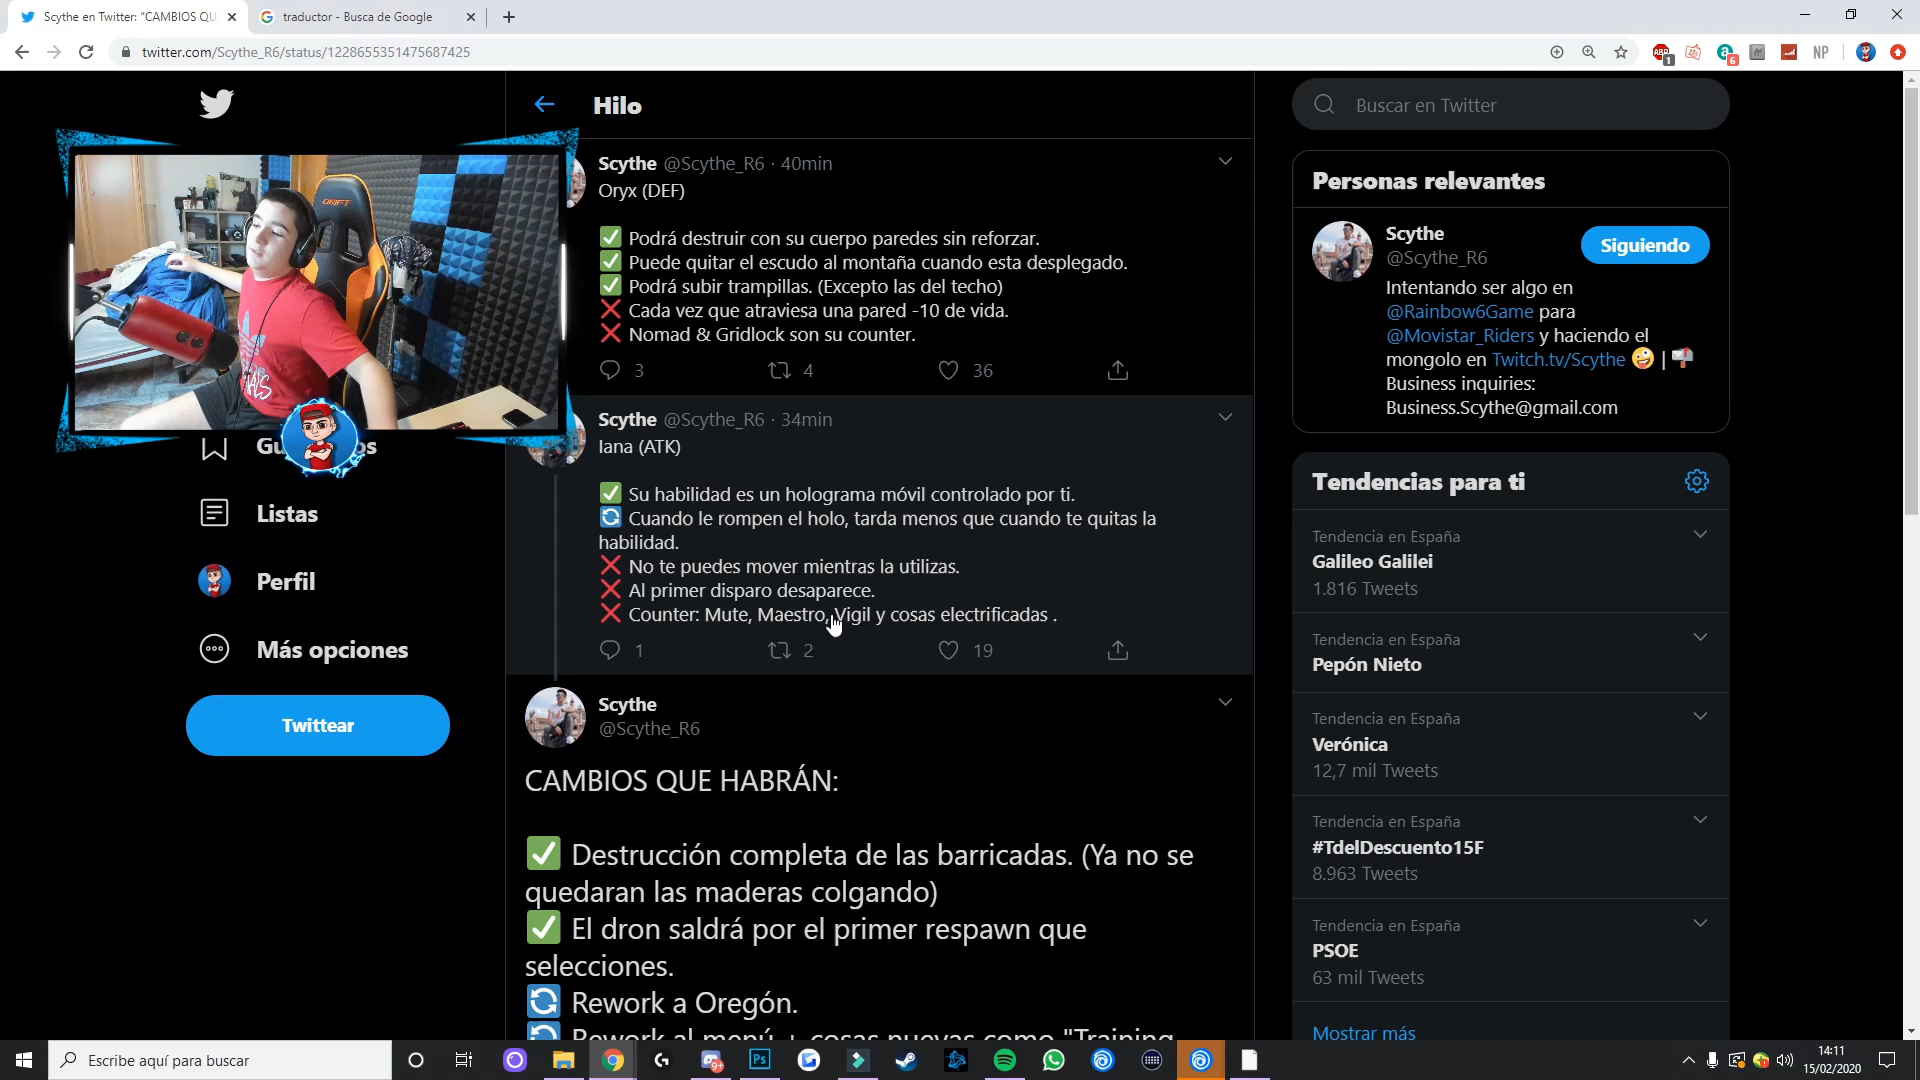 Scythe en Twitter: "CAMBIOS QU
traductor - Busca de Google
twitter.com/Scythe_R6/status/1228655351475687425
ABP
1
6
NP
Hilo
Buscar en Twitter
Scythe @Scythe_R6 · 40min
Oryx (DEF)
✅ Podrá destruir con su cuerpo paredes sin reforzar.
✅ Puede quitar el escudo al montaña cuando esta desplegado.
✅ Podrá subir trampillas. (Excepto las del techo)
❌ Cada vez que atraviesa una pared -10 de vida.
❌ Nomad & Gridlock son su counter.
3 4 36
Scythe @Scythe_R6 · 34min
Iana (ATK)
✅ Su habilidad es un holograma móvil controlado por ti.
🔄 Cuando le rompen el holo, tarda menos que cuando te quitas la
habilidad.
❌ No te puedes mover mientras la utilizas.
❌ Al primer disparo desaparece.
❌ Counter: Mute, Maestro, Vigil y cosas electrificadas .
1 2 19
Scythe
@Scythe_R6
CAMBIOS QUE HABRÁN:
✅ Destrucción completa de las barricadas. (Ya no se
quedaran las maderas colgando)
✅ El dron saldrá por el primer respawn que
selecciones.
🔄 Rework a Oregón.
🔄 Rework al menú + cosas nuevas como "Training
DRIFT
Gu
os
Listas
Perfil
Más opciones
Twittear
Personas relevantes
Scythe
@Scythe_R6
Siguiendo
Intentando ser algo en
@Rainbow6Game para
@Movistar_Riders y haciendo el
mongolo en Twitch.tv/Scythe 🤪 | 📬
Business inquiries:
Business.Scythe@gmail.com
Tendencias para ti
Tendencia en España
Galileo Galilei
1.816 Tweets
Tendencia en España
Pepón Nieto
Tendencia en España
Verónica
12,7 mil Tweets
Tendencia en España
#TdelDescuento15F
8.963 Tweets
Tendencia en España
PSOE
63 mil Tweets
Mostrar más
Escribe aquí para buscar
9+
Ps
14:11
15/02/2020